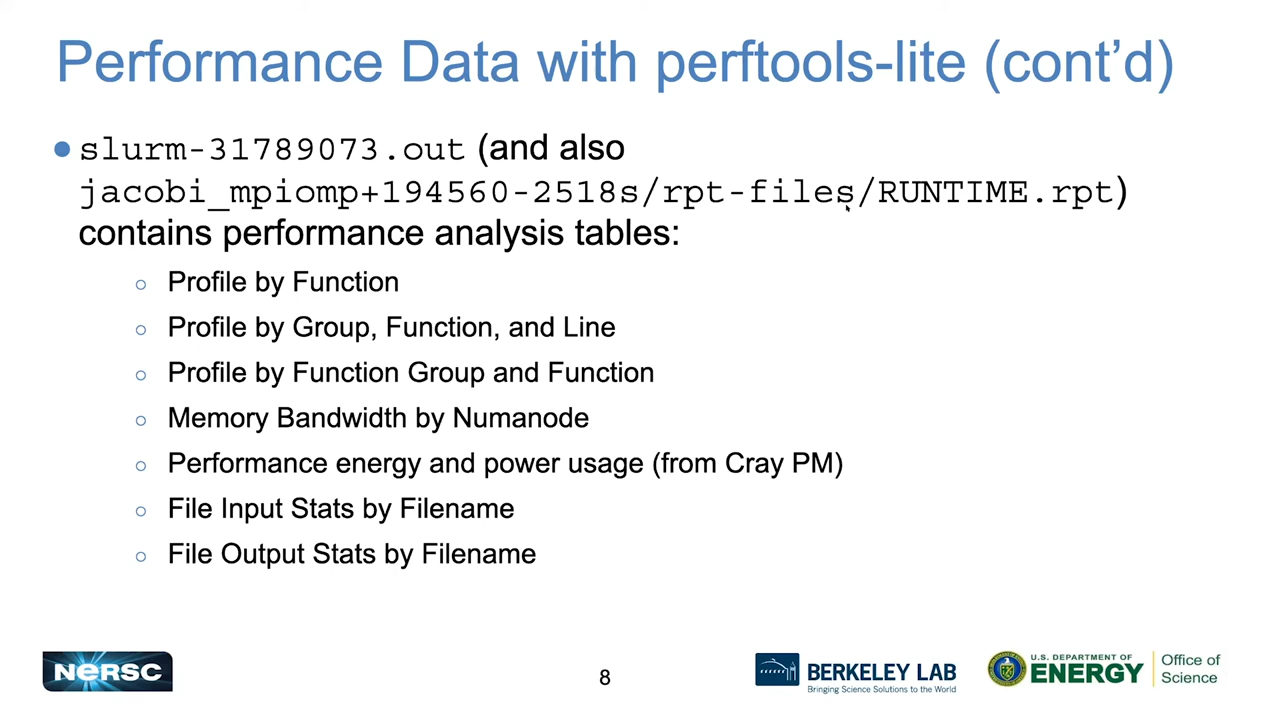 Performance Data with perftools-lite (cont’d)
● slurm-31789073.out (and also
jacobi_mpiomp+194560-2518s/rpt-files/RUNTIME.rpt)
contains performance analysis tables:
○ Profile by Function
○ Profile by Group, Function, and Line
○ Profile by Function Group and Function
○ Memory Bandwidth by Numanode
○ Performance energy and power usage (from Cray PM)
○ File Input Stats by Filename
○ File Output Stats by Filename
NERSC
8
BERKELEY LAB
Bringing Science Solutions to the World
U.S. DEPARTMENT OF
ENERGY
Office of
Science